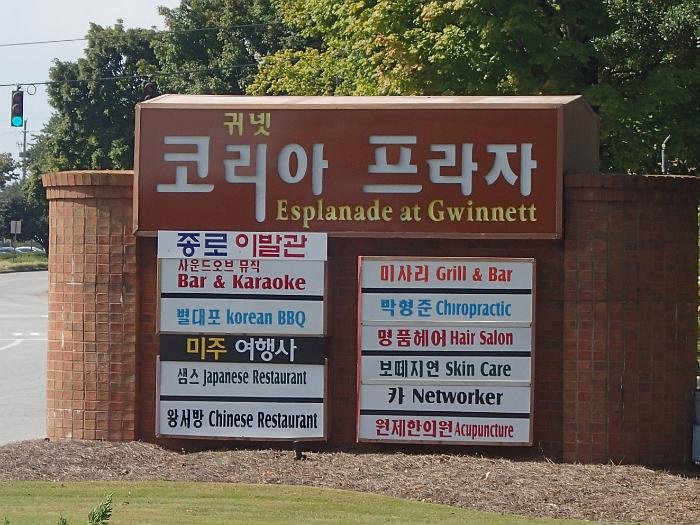 귀넷
코리아 프라자
Esplanade at Gwinnett
종로 이발관
사운드오브 뮤직
Bar & Karaoke
별대포 korean BBQ
미주 여행사
샘스 Japanese Restaurant
왕서방 Chinese Restaurant
미사리 Grill & Bar
박형준 Chiropractic
명품헤어 Hair Salon
보떼지연 Skin Care
카 Networker
원제한의원 Acupuncture